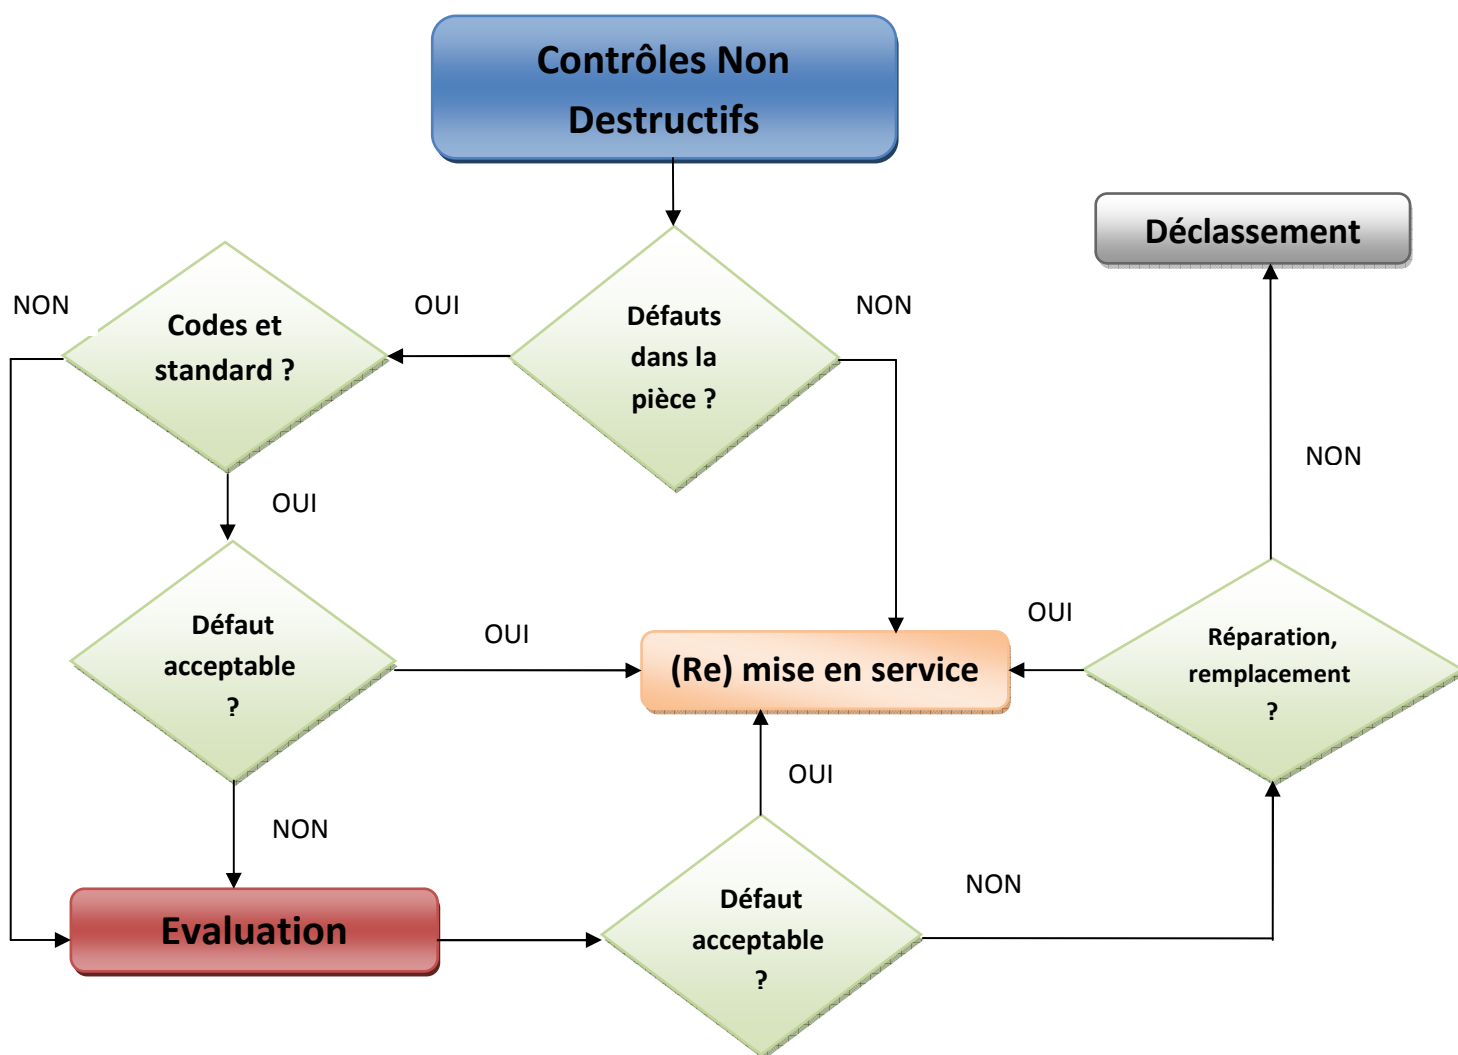 Contrôles Non
Destructifs
Déclassement
NON
Codes et
standard ?
OUI
Défauts
dans la
pièce ?
NON
NON
OUI
Défaut
acceptable
?
OUI
(Re) mise en service
OUI
Réparation,
remplacement
?
OUI
NON
Evaluation
Défaut
acceptable
?
NON